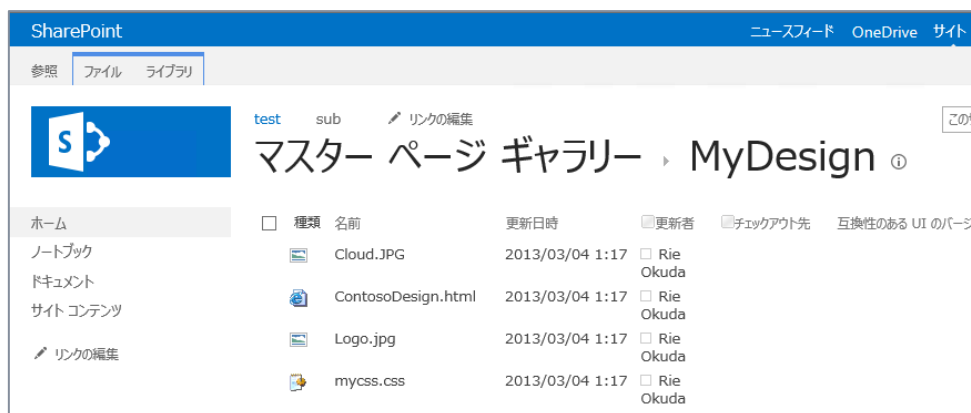 SharePoint ニュースフィード OneDrive サイト
参照 ファイル ライブラリ
S
test sub リンクの編集
この
マスター ページ ギャラリー MyDesign
ホーム
ノートブック
ドキュメント
サイト コンテンツ
リンクの編集
種類 名前 更新日時 更新者 チェックアウト先 互換性のある UI のバージ
Cloud.JPG 2013/03/04 1:17 Rie
Okuda
ContosoDesign.html 2013/03/04 1:17 Rie
Okuda
Logo.jpg 2013/03/04 1:17 Rie
Okuda
mycss.css 2013/03/04 1:17 Rie
Okuda